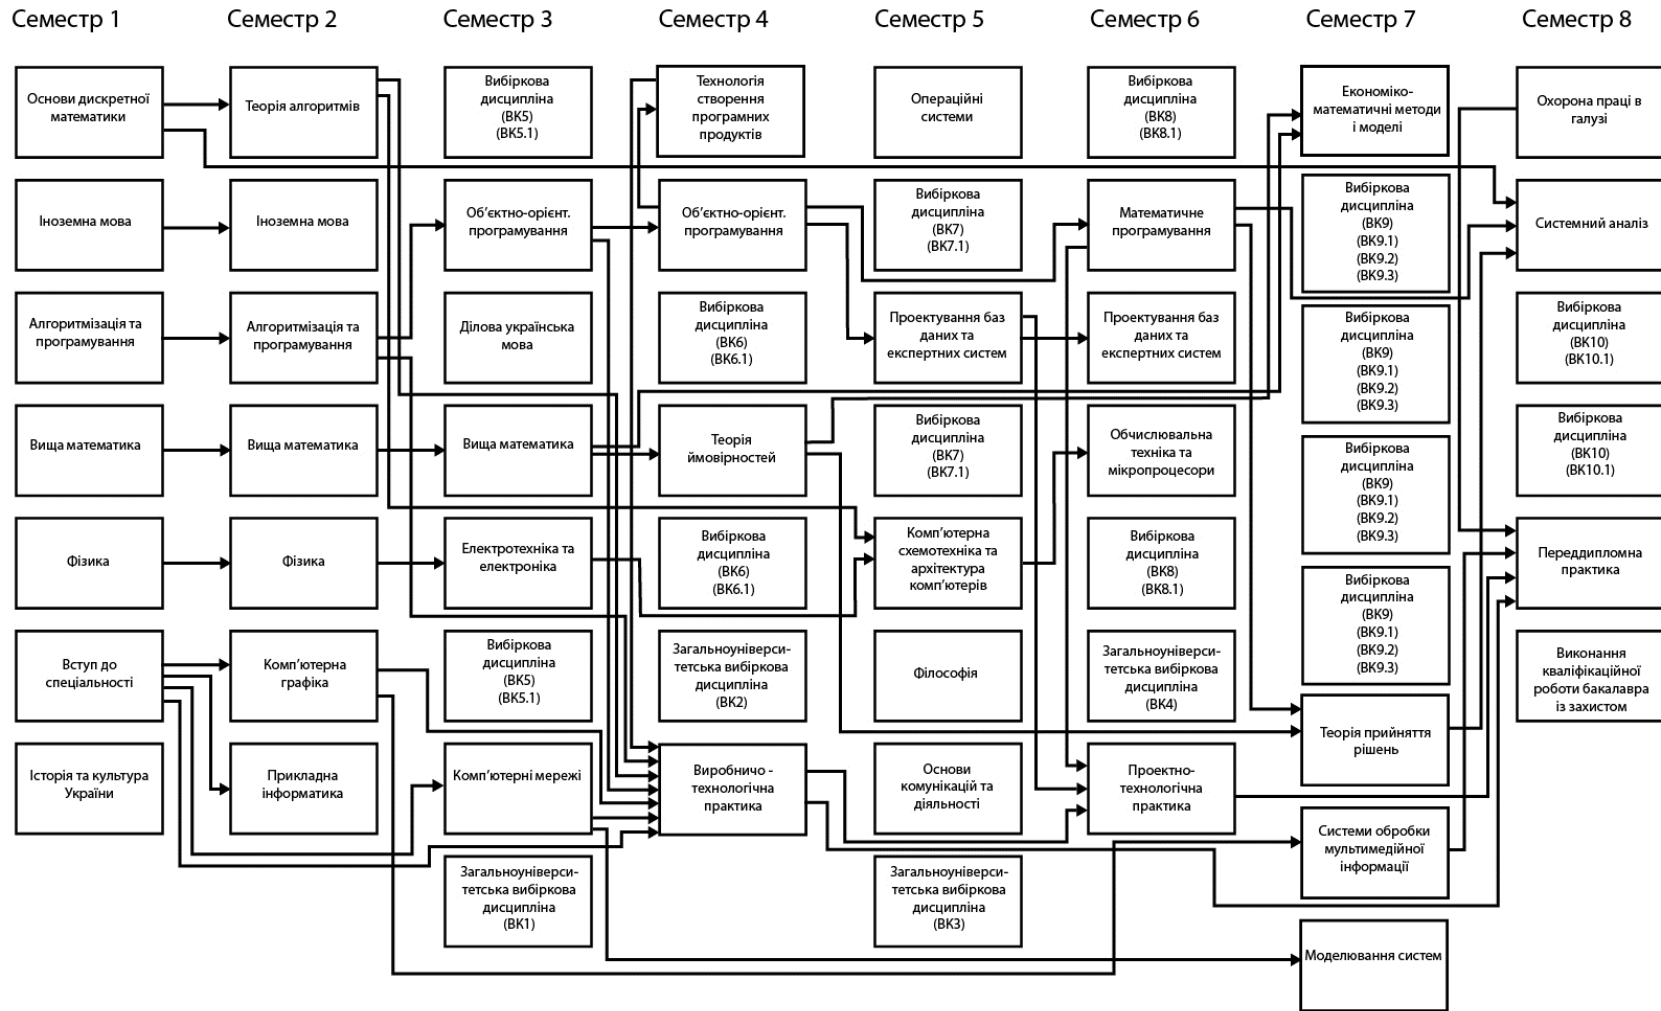 Семестр 1
Семестр 2
Семестр 3
Семестр 4
Семестр 5
Семестр 6
Семестр 7
Семестр 8
Основи дискретної
математики
Іноземна мова
Алгоритмізація та
програмування
Вища математика
Фізика
Вступ до
спеціальності
Історія та культура
України
Теорія алгоритмів
Іноземна мова
Алгоритмізація та
програмування
Вища математика
Фізика
Комп'ютерна
графіка
Прикладна
інформатика
Вибіркова
дисципліна
(ВК5)
(ВК5.1)
Об'єктно-орієнт.
програмування
Ділова українська
мова
Вища математика
Електротехніка та
електроніка
Вибіркова
дисципліна
(ВК5)
(ВК5.1)
Комп'ютерні мережі
Загальноуніверси-
тетська вибіркова
дисципліна
(ВК1)
Технологія
створення
програмних
продуктів
Об'єктно-орієнт.
програмування
Вибіркова
дисципліна
(ВК6)
(ВК6.1)
Теорія
ймовірностей
Вибіркова
дисципліна
(ВК6)
(ВК6.1)
Загальноуніверси-
тетська вибіркова
дисципліна
(ВК2)
Виробничо -
технологічна
практика
Операційні
системи
Вибіркова
дисципліна
(ВК7)
(ВК7.1)
Проектування баз
даних та
експертних систем
Вибіркова
дисципліна
(ВК7)
(ВК7.1)
Комп'ютерна
схемотехніка та
архітектура
комп'ютерів
Філософія
Основи
комунікацій та
діяльності
Загальноуніверси-
тетська вибіркова
дисципліна
(ВК3)
Вибіркова
дисципліна
(ВК8)
(ВК8.1)
Математичне
програмування
Проектування баз
даних та
експертних систем
Обчислювальна
техніка та
мікропроцесори
Вибіркова
дисципліна
(ВК8)
(ВК8.1)
Загальноуніверси-
тетська вибіркова
дисципліна
(ВК4)
Проектно-
технологічна
практика
Економіко-
математичні методи
і моделі
Вибіркова
дисципліна
(ВК9)
(ВК9.1)
(ВК9.2)
(ВК9.3)
Вибіркова
дисципліна
(ВК9)
(ВК9.1)
(ВК9.2)
(ВК9.3)
Вибіркова
дисципліна
(ВК9)
(ВК9.1)
(ВК9.2)
(ВК9.3)
Вибіркова
дисципліна
(ВК9)
(ВК9.1)
(ВК9.2)
(ВК9.3)
Теорія прийняття
рішень
Системи обробки
мультимедійної
інформації
Моделювання систем
Охорона праці в
галузі
Системний аналіз
Вибіркова
дисципліна
(ВК10)
(ВК10.1)
Вибіркова
дисципліна
(ВК10)
(ВК10.1)
Переддипломна
практика
Виконання
кваліфікаційної
роботи бакалавра
із захистом